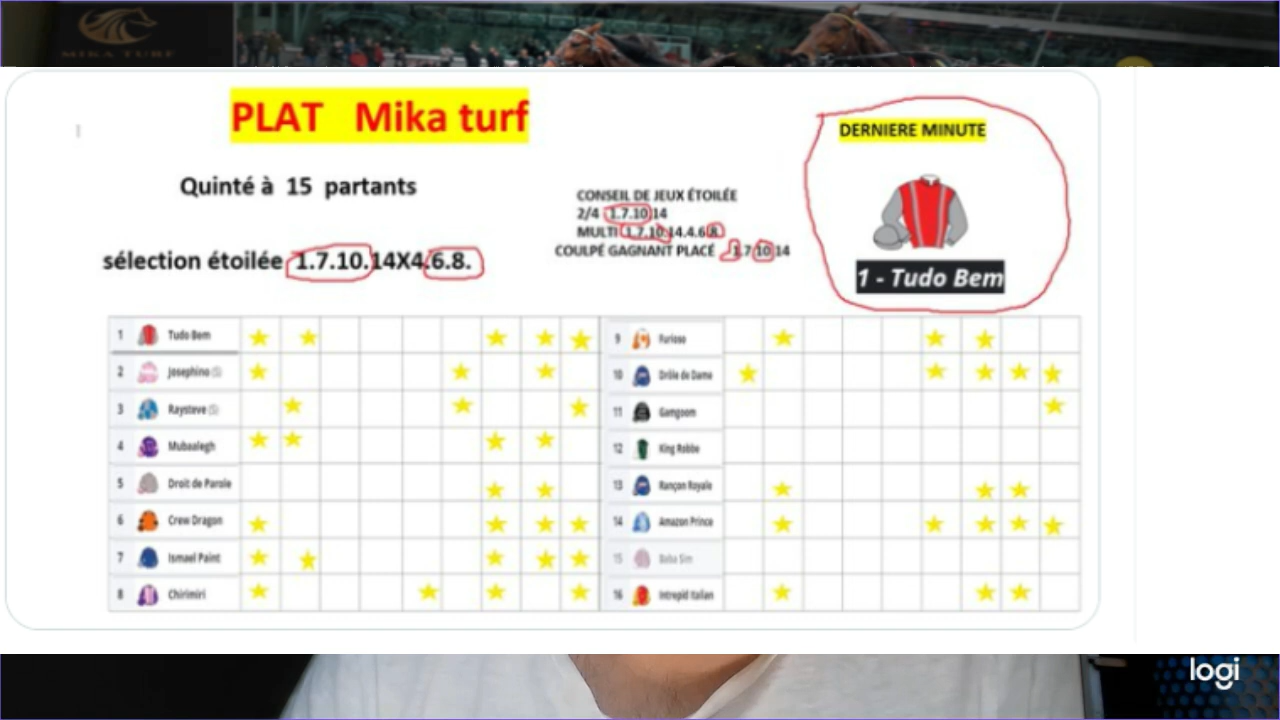 MIKA TURF
PLAT Mika turf
DERNIERE MINUTE
Quinté à 15 partants
CONSEIL DE JEUX ÉTOILÉE
2/4 1.7.10.14
MULTI 1.7.10.14.4.6.8
COULPÉ GAGNANT PLACÉ 1.7.10.14
sélection étoilée 1.7.10.14X4.6.8.
1 - Tudo Bem
1 Tudo Bem
2 Josephino (S)
3 Raysteve (S)
4 Mubaalegh
5 Droit de Parole
6 Crew Dragon
7 Ismael Paint
8 Chirimiri
9 Furioso
10 Drôle de Dame
11 Gamgoom
12 King Robbe
13 Rançon Royale
14 Amazon Prince
15 Baba Sim
16 Intrepid Italian
logi